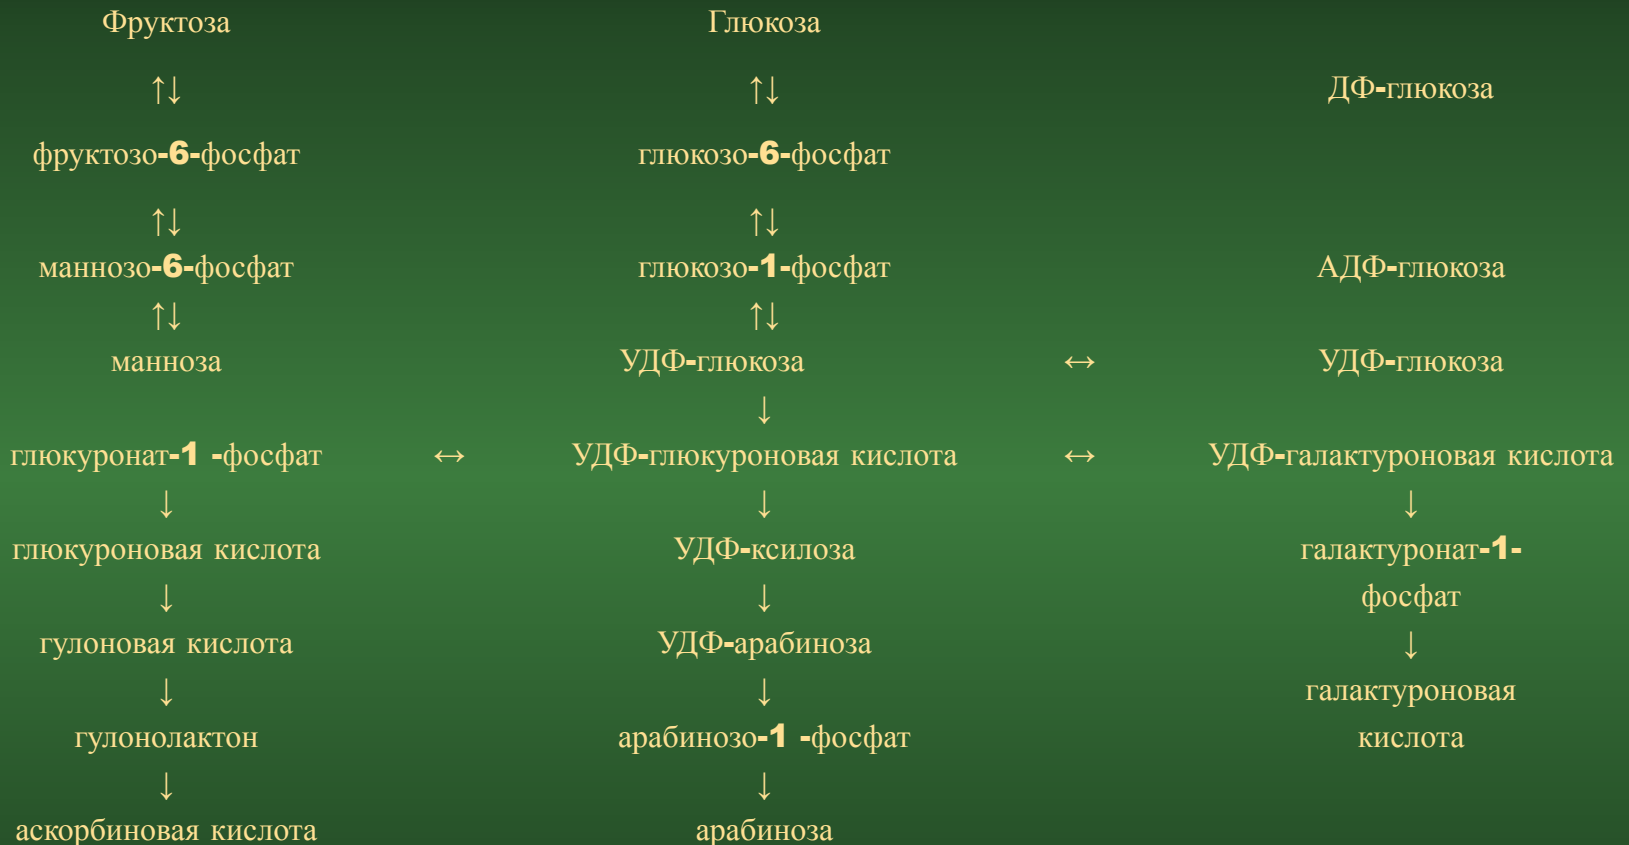 Фруктоза Глюкоза
↑↓ ↑↓ ДФ-глюкоза
фруктозо-6-фосфат глюкозо-6-фосфат
↑↓ ↑↓
маннозо-6-фосфат глюкозо-1-фосфат АДФ-глюкоза
↑↓ ↑↓
манноза УДФ-глюкоза ↔ УДФ-глюкоза
↓
глюкуронат-1 -фосфат ↔ УДФ-глюкуроновая кислота ↔ УДФ-галактуроновая кислота
↓ ↓ ↓
глюкуроновая кислота УДФ-ксилоза галактуронат-1-
↓ ↓ фосфат
гулоновая кислота УДФ-арабиноза ↓
↓ ↓ галактуроновая
гулонолактон арабинозо-1 -фосфат кислота
↓ ↓
аскорбиновая кислота арабиноза